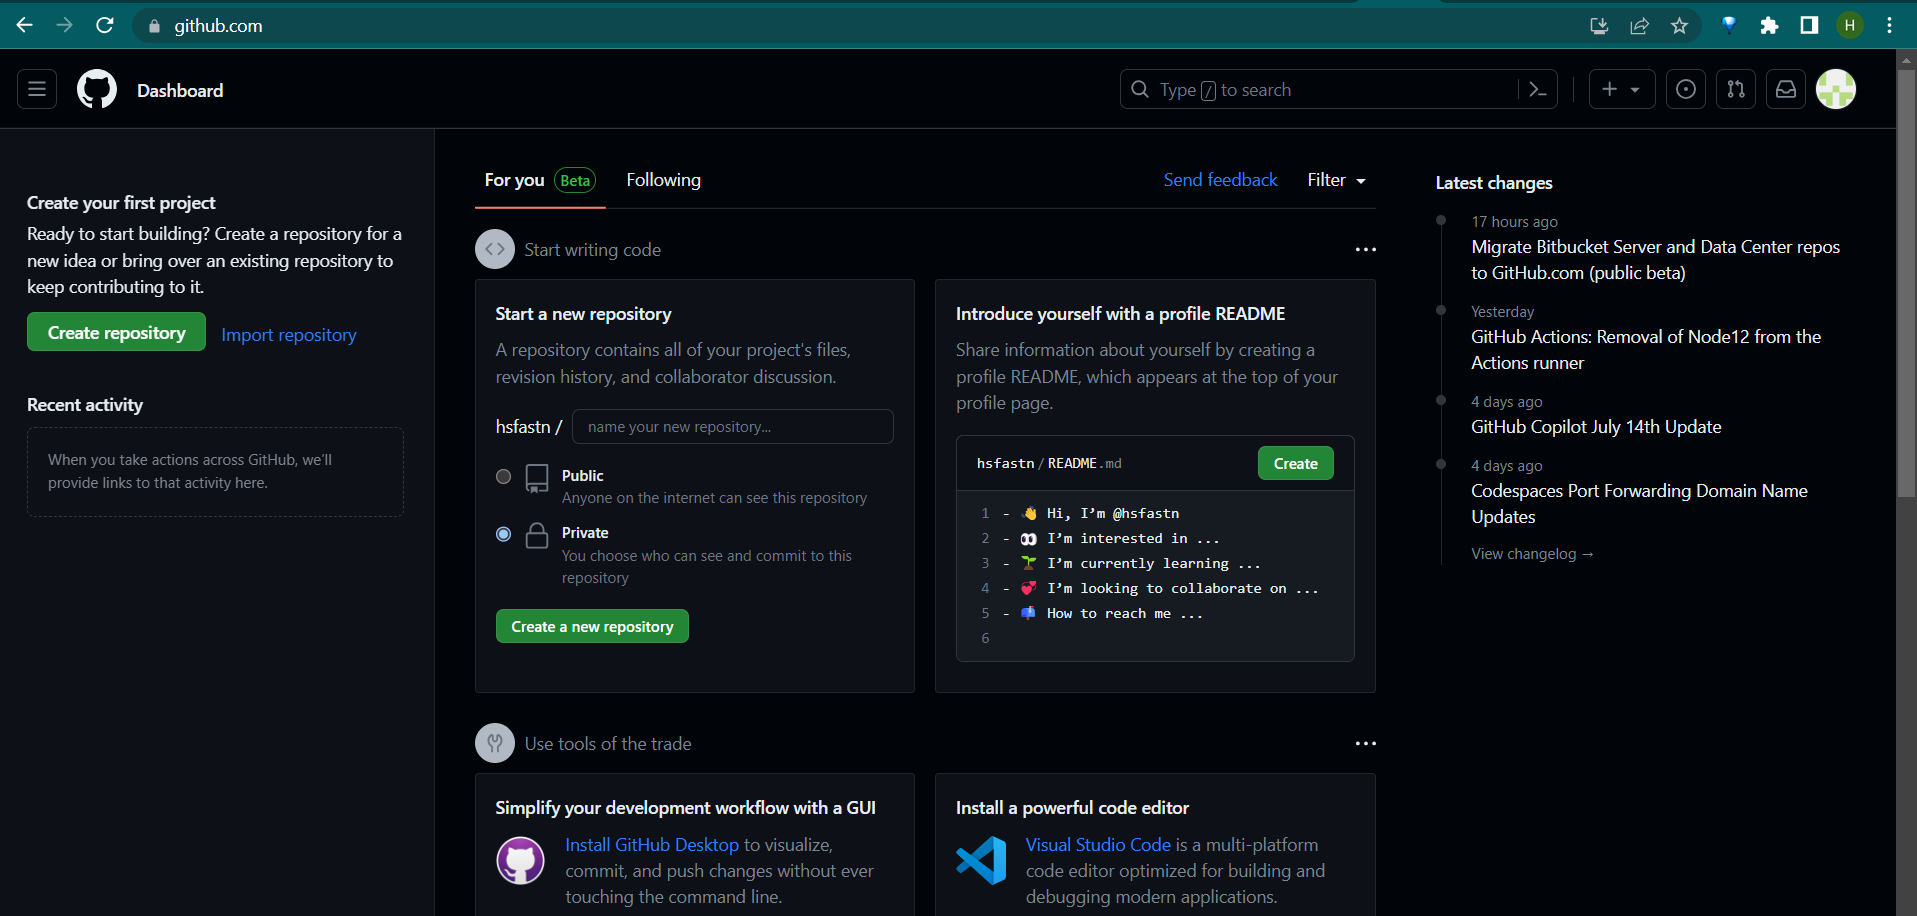 github.com
H
Dashboard
Type / to search
Create your first project
Ready to start building? Create a repository for a
new idea or bring over an existing repository to
keep contributing to it.
Create repository
Import repository
Recent activity
When you take actions across GitHub, we'll
provide links to that activity here.
For you Beta
Following
Send feedback
Filter
Start writing code
Start a new repository
A repository contains all of your project's files,
revision history, and collaborator discussion.
hsfastn /
name your new repository...
Public
Anyone on the internet can see this repository
Private
You choose who can see and commit to this
repository
Create a new repository
Introduce yourself with a profile README
Share information about yourself by creating a
profile README, which appears at the top of your
profile page.
hsfastn/README.md
Create
1 - 👋 Hi, I’m @hsfastn
2 - 👀 I’m interested in ...
3 - 🌱 I’m currently learning ...
4 - 💞️ I’m looking to collaborate on ...
5 - 📫 How to reach me ...
6
Use tools of the trade
Simplify your development workflow with a GUI
Install GitHub Desktop to visualize,
commit, and push changes without ever
touching the command line.
Install a powerful code editor
Visual Studio Code is a multi-platform
code editor optimized for building and
debugging modern applications.
Latest changes
17 hours ago
Migrate Bitbucket Server and Data Center repos
to GitHub.com (public beta)
Yesterday
GitHub Actions: Removal of Node12 from the
Actions runner
4 days ago
GitHub Copilot July 14th Update
4 days ago
Codespaces Port Forwarding Domain Name
Updates
View changelog →